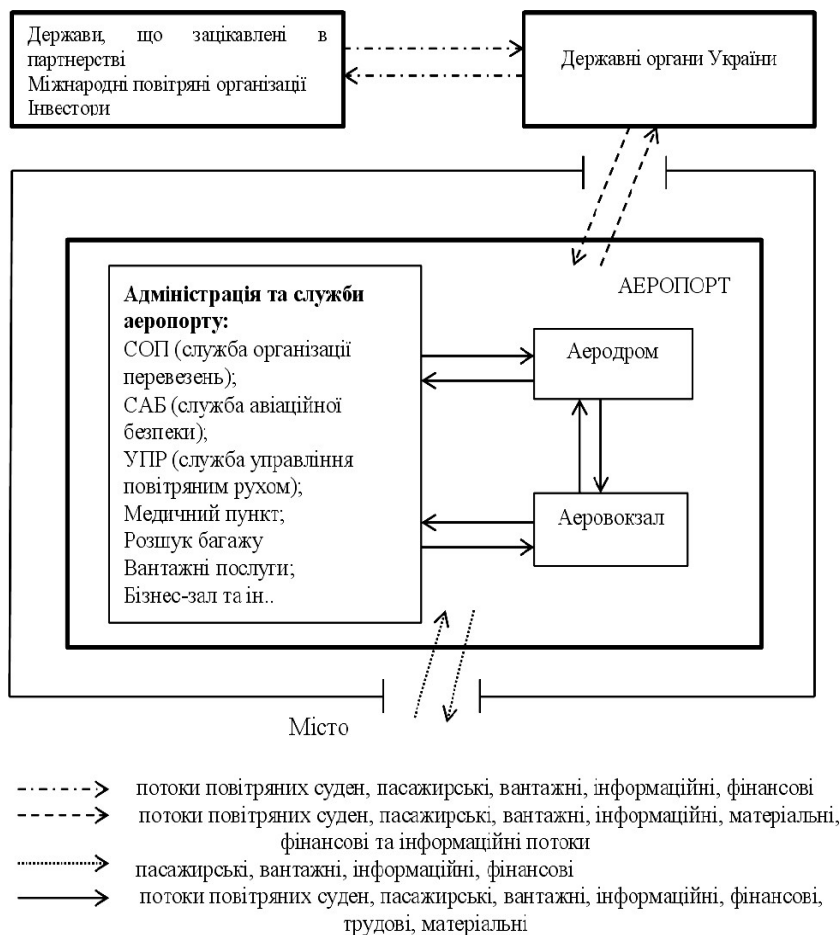 Держави, що зацікавлені в
партнерстві
Міжнародні повітряні організації
Інвестори
Державні органи України
АЕРОПОРТ
Адміністрація та служби
аеропорту:
СОП (служба організації
перевезень);
САБ (служба авіаційної
безпеки);
УПР (служба управління
повітряним рухом);
Медичний пункт;
Розшук багажу
Вантажні послуги;
Бізнес-зал та ін..
Аеродром
Аеровокзал
Місто
потоки повітряних суден, пасажирські, вантажні, інформаційні, фінансові
потоки повітряних суден, пасажирські, вантажні, інформаційні, матеріальні,
фінансові та інформаційні потоки
пасажирські, вантажні, інформаційні, фінансові
потоки повітряних суден, пасажирські, вантажні, інформаційні, фінансові,
трудові, матеріальні